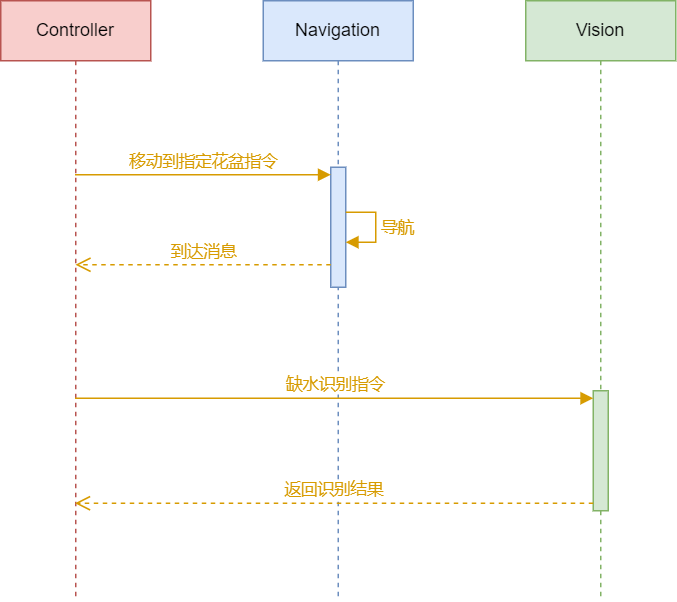 Controller
Navigation
Vision
移动到指定花盆指令
导航
到达消息
缺水识别指令
返回识别结果